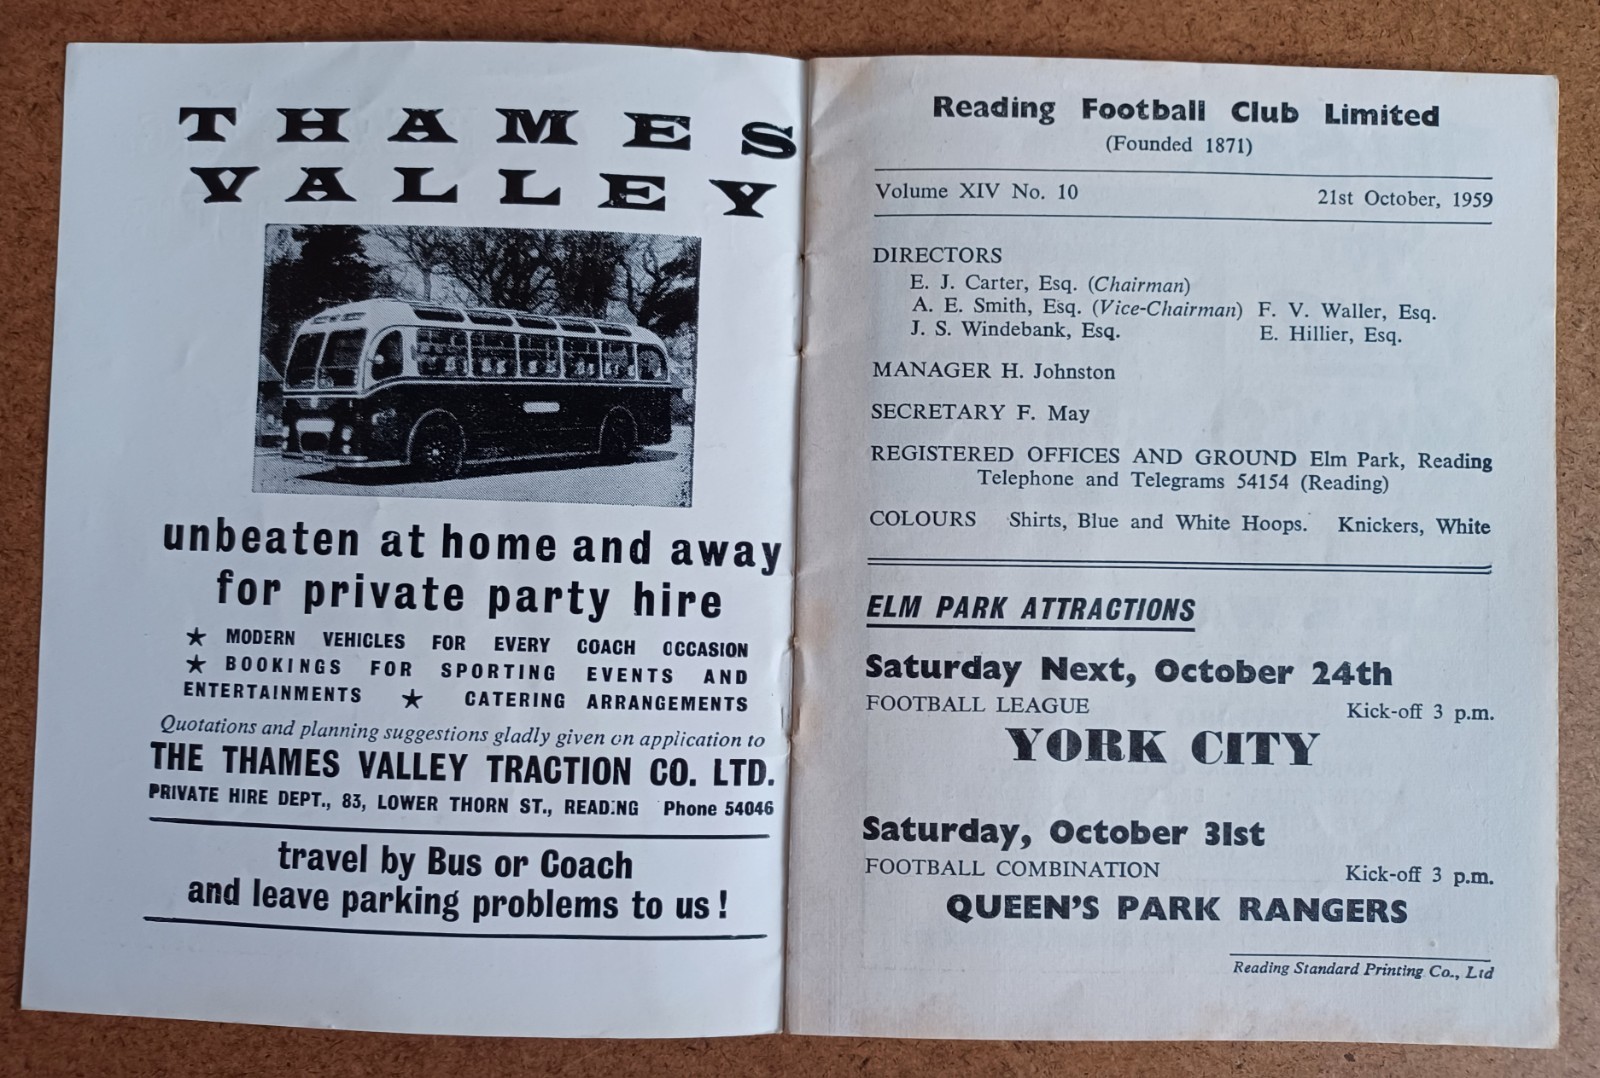 THAMES
VALLEY
unbeaten at home and away
for private party hire
★ MODERN VEHICLES FOR EVERY COACH OCCASION
★ BOOKINGS FOR SPORTING EVENTS AND
ENTERTAINMENTS ★ CATERING ARRANGEMENTS
Quotations and planning suggestions gladly given on application to
THE THAMES VALLEY TRACTION CO. LTD.
PRIVATE HIRE DEPT., 83, LOWER THORN ST., READING Phone 54046
travel by Bus or Coach
and leave parking problems to us!
Reading Football Club Limited
(Founded 1871)
Volume XIV No. 10 21st October, 1959
DIRECTORS
E. J. Carter, Esq. (Chairman)
A. E. Smith, Esq. (Vice-Chairman) F. V. Waller, Esq.
J. S. Windebank, Esq. E. Hillier, Esq.
MANAGER H. Johnston
SECRETARY F. May
REGISTERED OFFICES AND GROUND Elm Park, Reading
Telephone and Telegrams 54154 (Reading)
COLOURS Shirts, Blue and White Hoops. Knickers, White
ELM PARK ATTRACTIONS
Saturday Next, October 24th
FOOTBALL LEAGUE Kick-off 3 p.m.
YORK CITY
Saturday, October 31st
FOOTBALL COMBINATION Kick-off 3 p.m.
QUEEN'S PARK RANGERS
Reading Standard Printing Co., Ltd